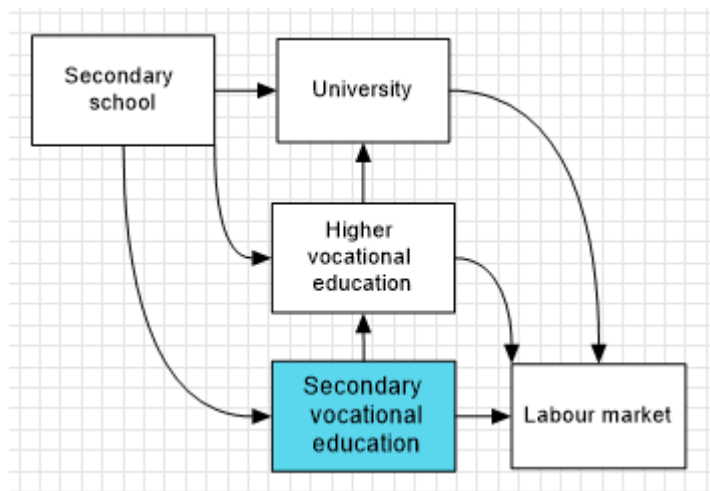 Secondary
school
University
Higher
vocational
education
Secondary
vocational
education
Labour market